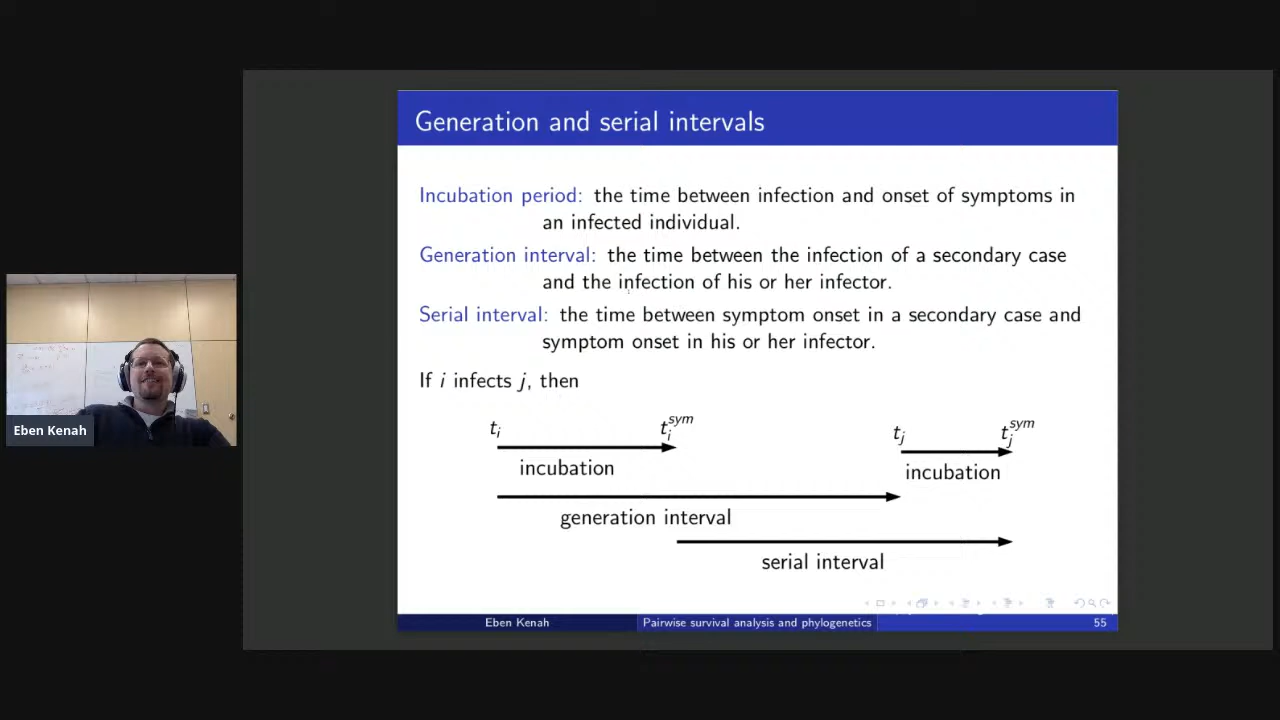 Generation and serial intervals
Incubation period: the time between infection and onset of symptoms in
an infected individual.
Generation interval: the time between the infection of a secondary case
and the infection of his or her infector.
Serial interval: the time between symptom onset in a secondary case and
symptom onset in his or her infector.
If i infects j, then
t_i t_i^sym t_j t_j^sym
incubation incubation
generation interval
serial interval
Eben Kenah Pairwise survival analysis and phylogenetics 55
Eben Kenah